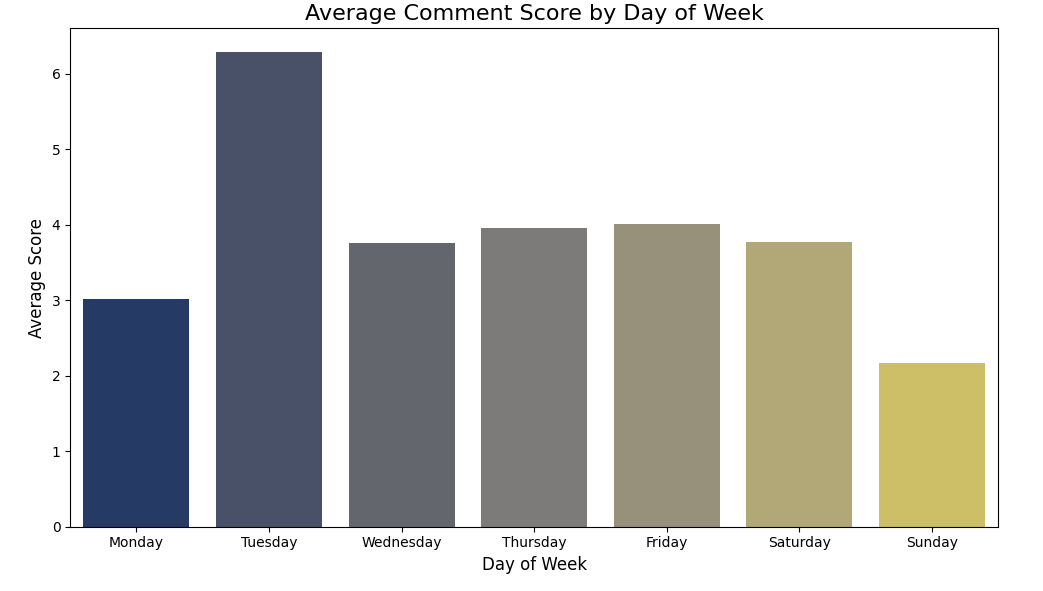 Average Comment Score by Day of Week
Average Score
6
5
4
3
2
1
0
Monday Tuesday Wednesday Thursday Friday Saturday Sunday
Day of Week